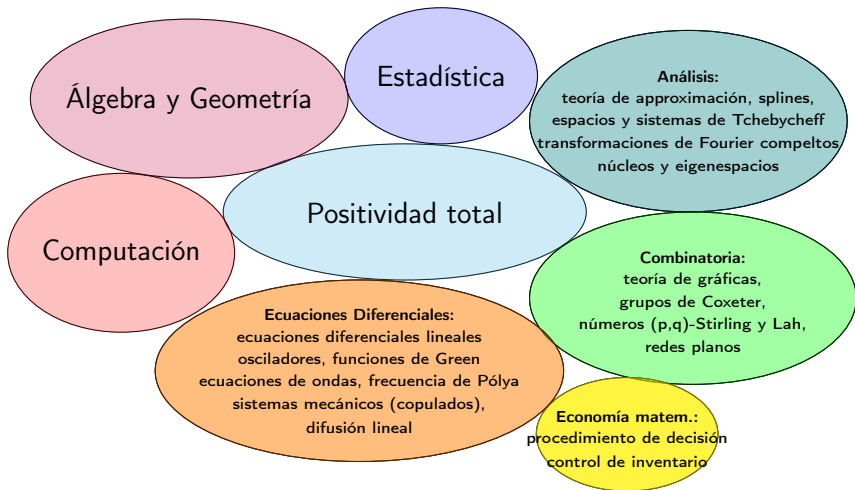 Álgebra y Geometría
Estadística
Análisis:
teoría de approximación, splines,
espacios y sistemas de Tchebycheff
transformaciones de Fourier compeltos
núcleos y eigenespacios
Computación
Positividad total
Combinatoria:
teoría de gráficas,
grupos de Coxeter,
números (p,q)-Stirling y Lah,
redes planos
Ecuaciones Diferenciales:
ecuaciones diferenciales lineales
osciladores, funciones de Green
ecuaciones de ondas, frecuencia de Pólya
sistemas mecánicos (copulados),
difusión lineal
Economía matem.:
procedimiento de decisión
control de inventario